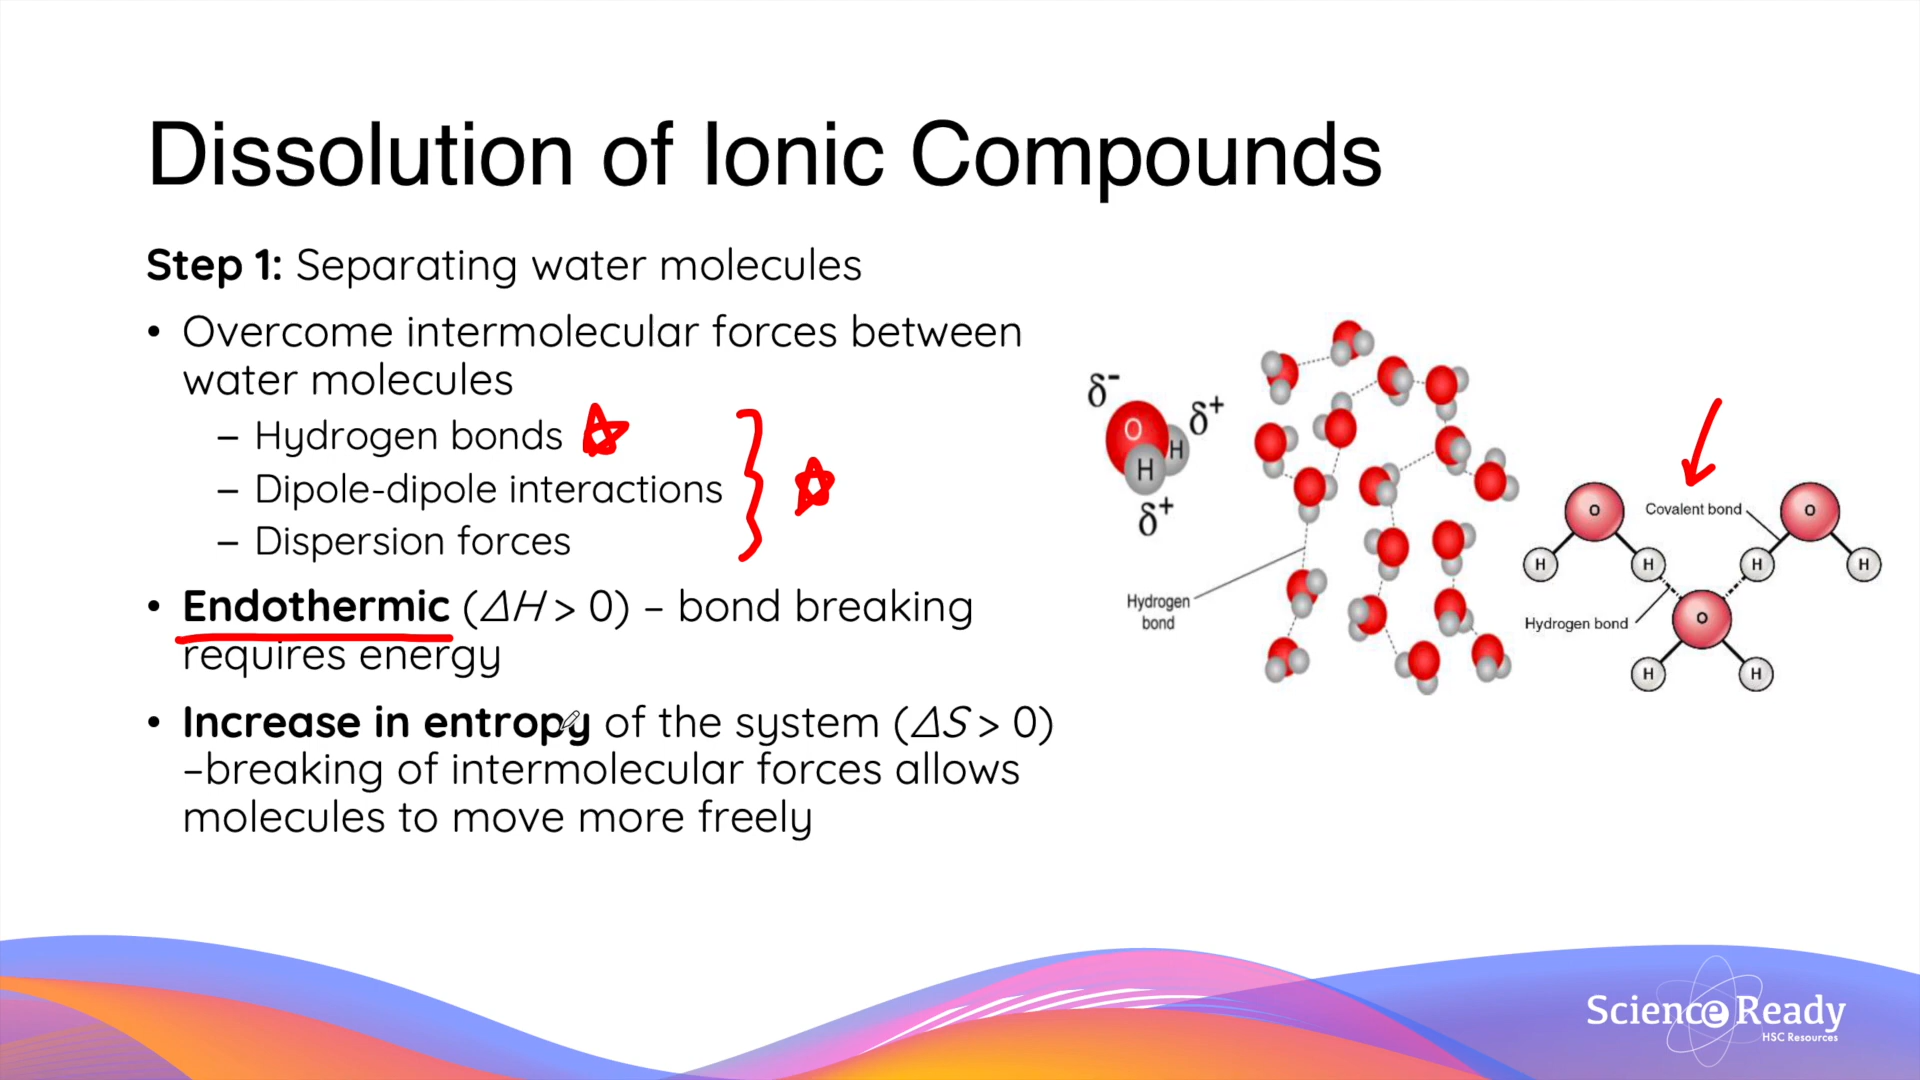 Dissolution of Ionic Compounds
Step 1: Separating water molecules
• Overcome intermolecular forces between
water molecules
– Hydrogen bonds
– Dipole-dipole interactions
– Dispersion forces
• Endothermic (ΔH > 0) – bond breaking
requires energy
• Increase in entropy of the system (ΔS > 0)
–breaking of intermolecular forces allows
molecules to move more freely
δ-
δ+
O
H
H
δ+
Hydrogen
bond
O
Covalent bond
O
H
H
H
H
Hydrogen bond
O
H
H
Science Ready
HSC Resources